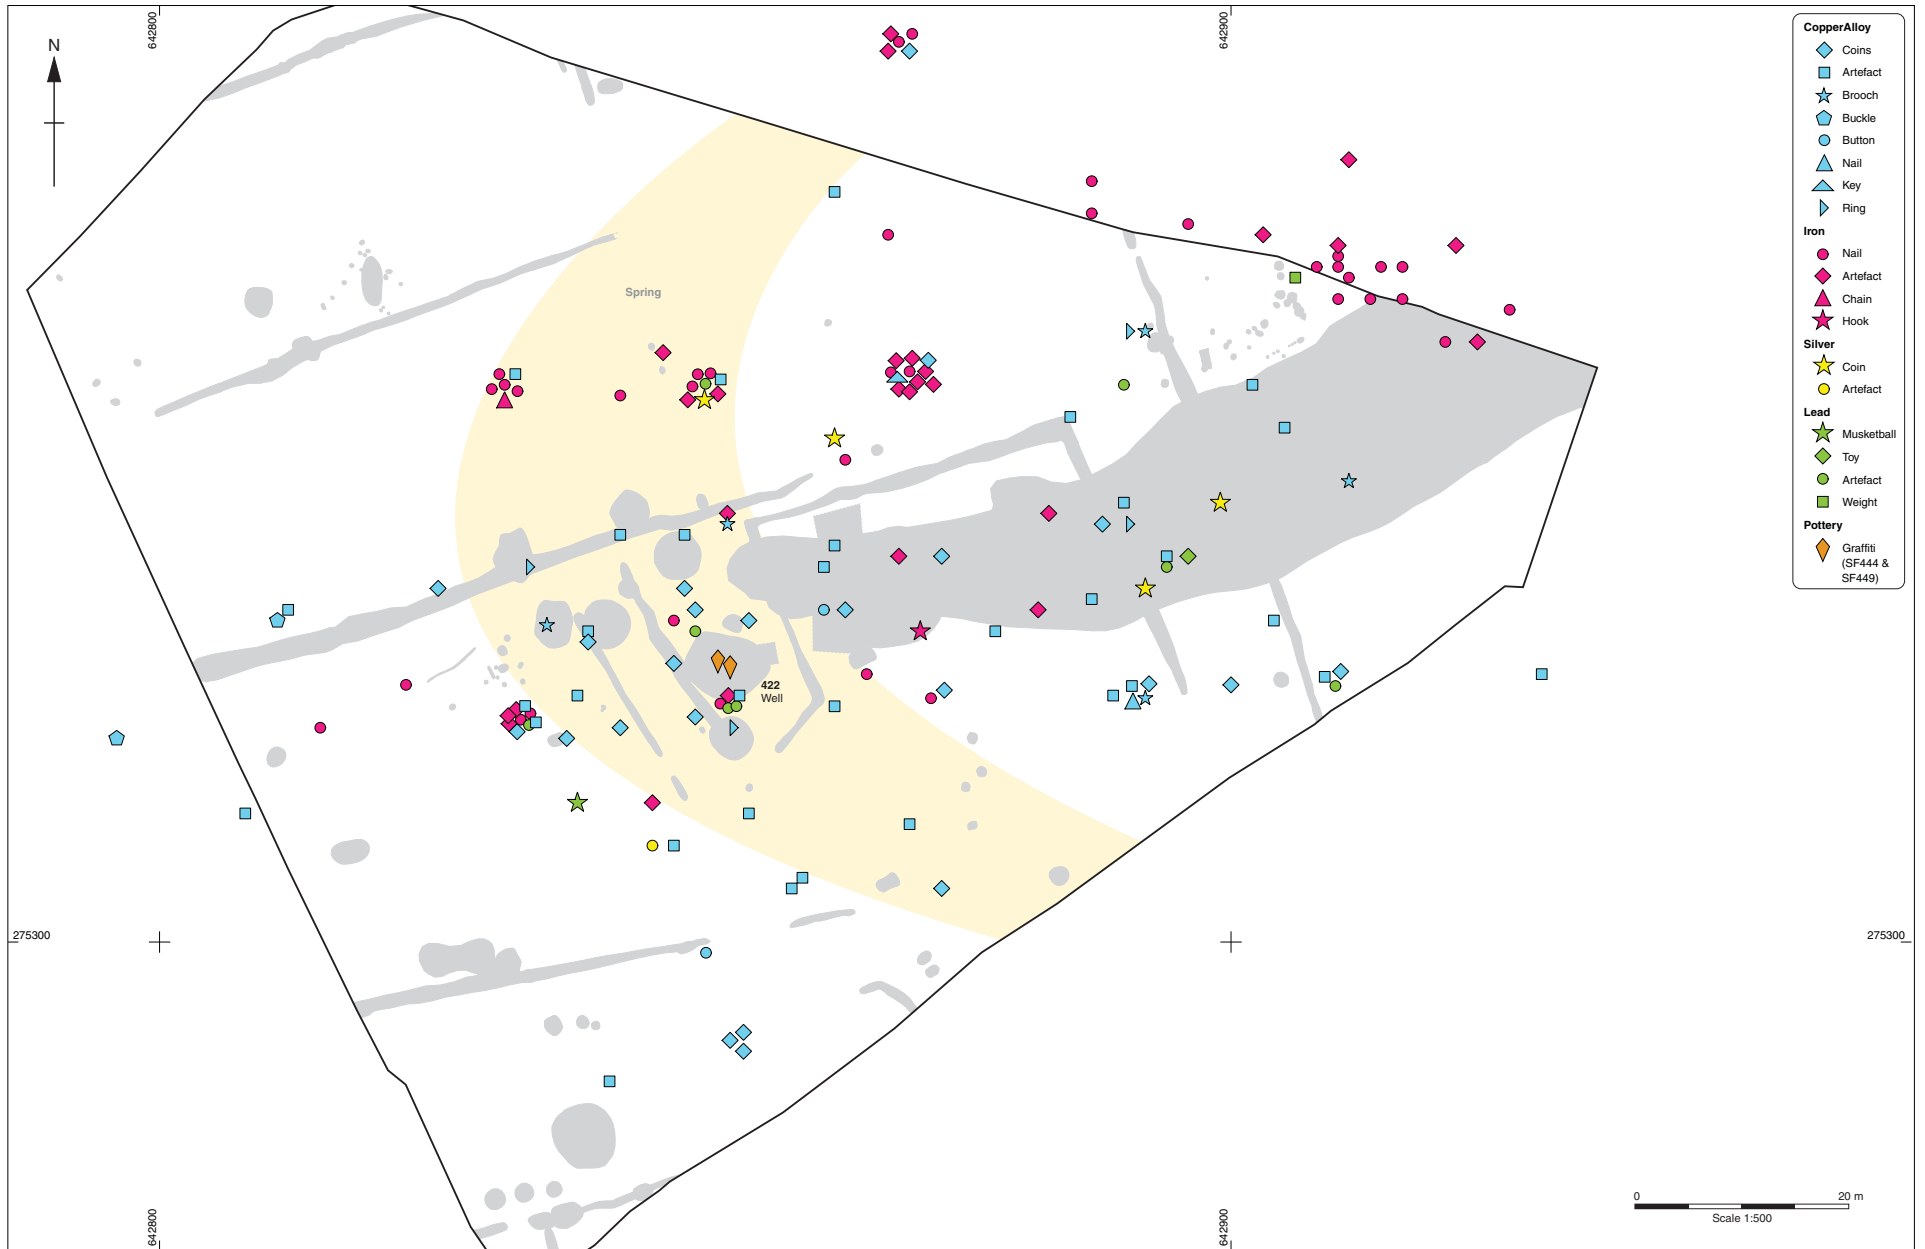 642800
642900
N
CopperAlloy
Coins
Artefact
Brooch
Buckle
Button
Nail
Key
Ring
Iron
Nail
Artefact
Chain
Hook
Silver
Coin
Artefact
Lead
Musketball
Toy
Artefact
Weight
Pottery
Graffiti
(SF444 &
SF449)
Spring
422
Well
275300
275300
0 20 m
Scale 1:500
642800
642900